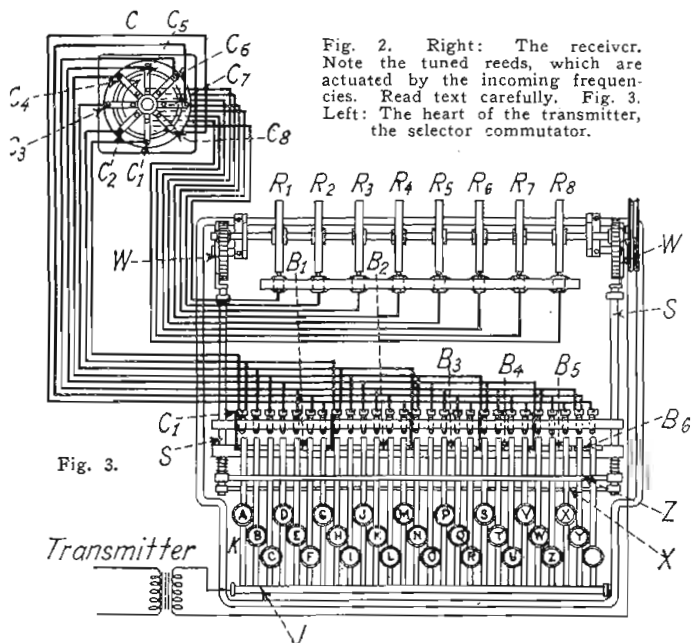 Fig. 2. Right: The receiver.
Note the tuned reeds, which are
actuated by the incoming frequen-
cies. Read text carefully. Fig. 3.
Left: The heart of the transmitter,
the selector commutator.
C
C5
C6
C7
C4
C3
C8
C2
C1
R1 R2 R3 R4 R5 R6 R7 R8
W
W
B1
B2
S
B3
B4
B5
C1
B6
S
Fig. 3.
Z
X
A D G J M P S V X
K B E H K N Q T W Y
C F I L O R U Z
Transmitter
J